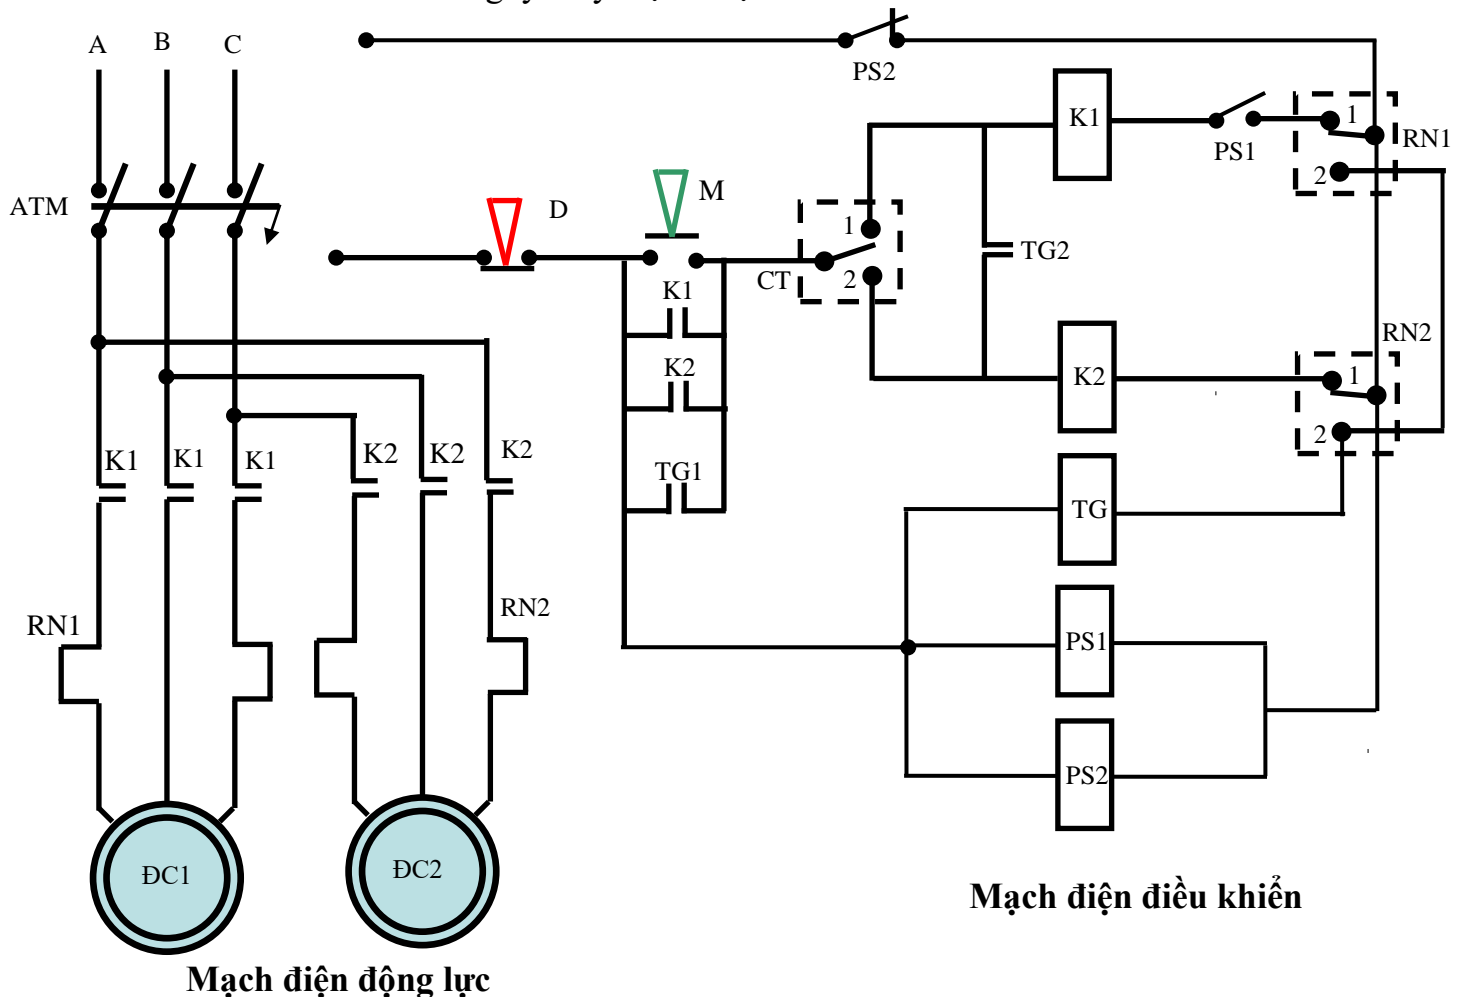 A B C
PS2
K1
1
PS1
RN1
2
D
M
ATM
1
TG2
CT
2
K1
RN2
K2
K2
1
2
K1 K1 K1 K2 K2 K2
TG1
TG
RN2
RN1
PS1
PS2
ĐC1
ĐC2
Mạch điện điều khiển
Mạch điện động lực